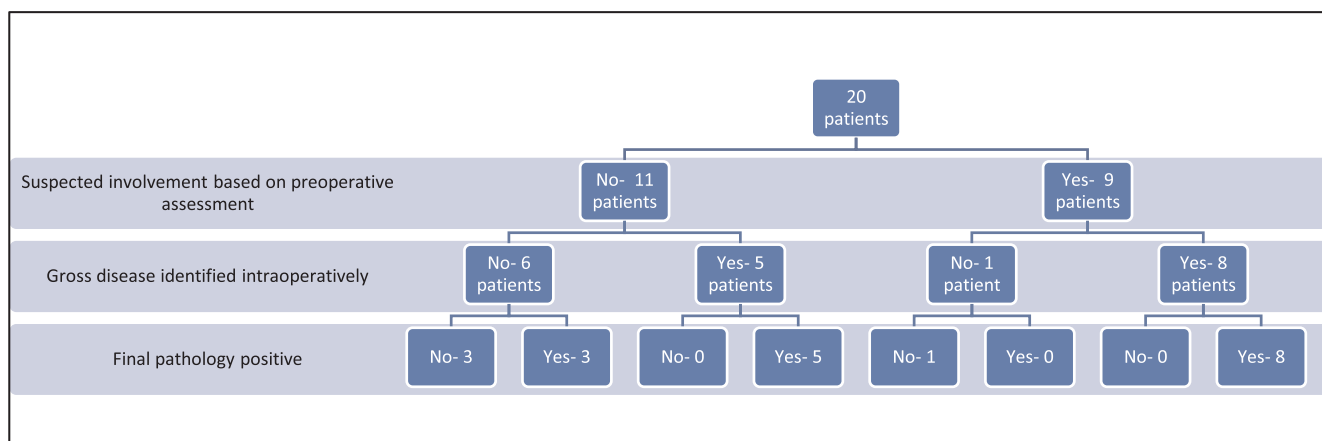 20
patients
Suspected involvement based on preoperative
assessment
No- 11
patients
Yes- 9
patients
Gross disease identified intraoperatively
No- 6
patients
Yes- 5
patients
No- 1
patient
Yes- 8
patients
Final pathology positive
No- 3
Yes- 3
No- 0
Yes- 5
No- 1
Yes- 0
No- 0
Yes- 8